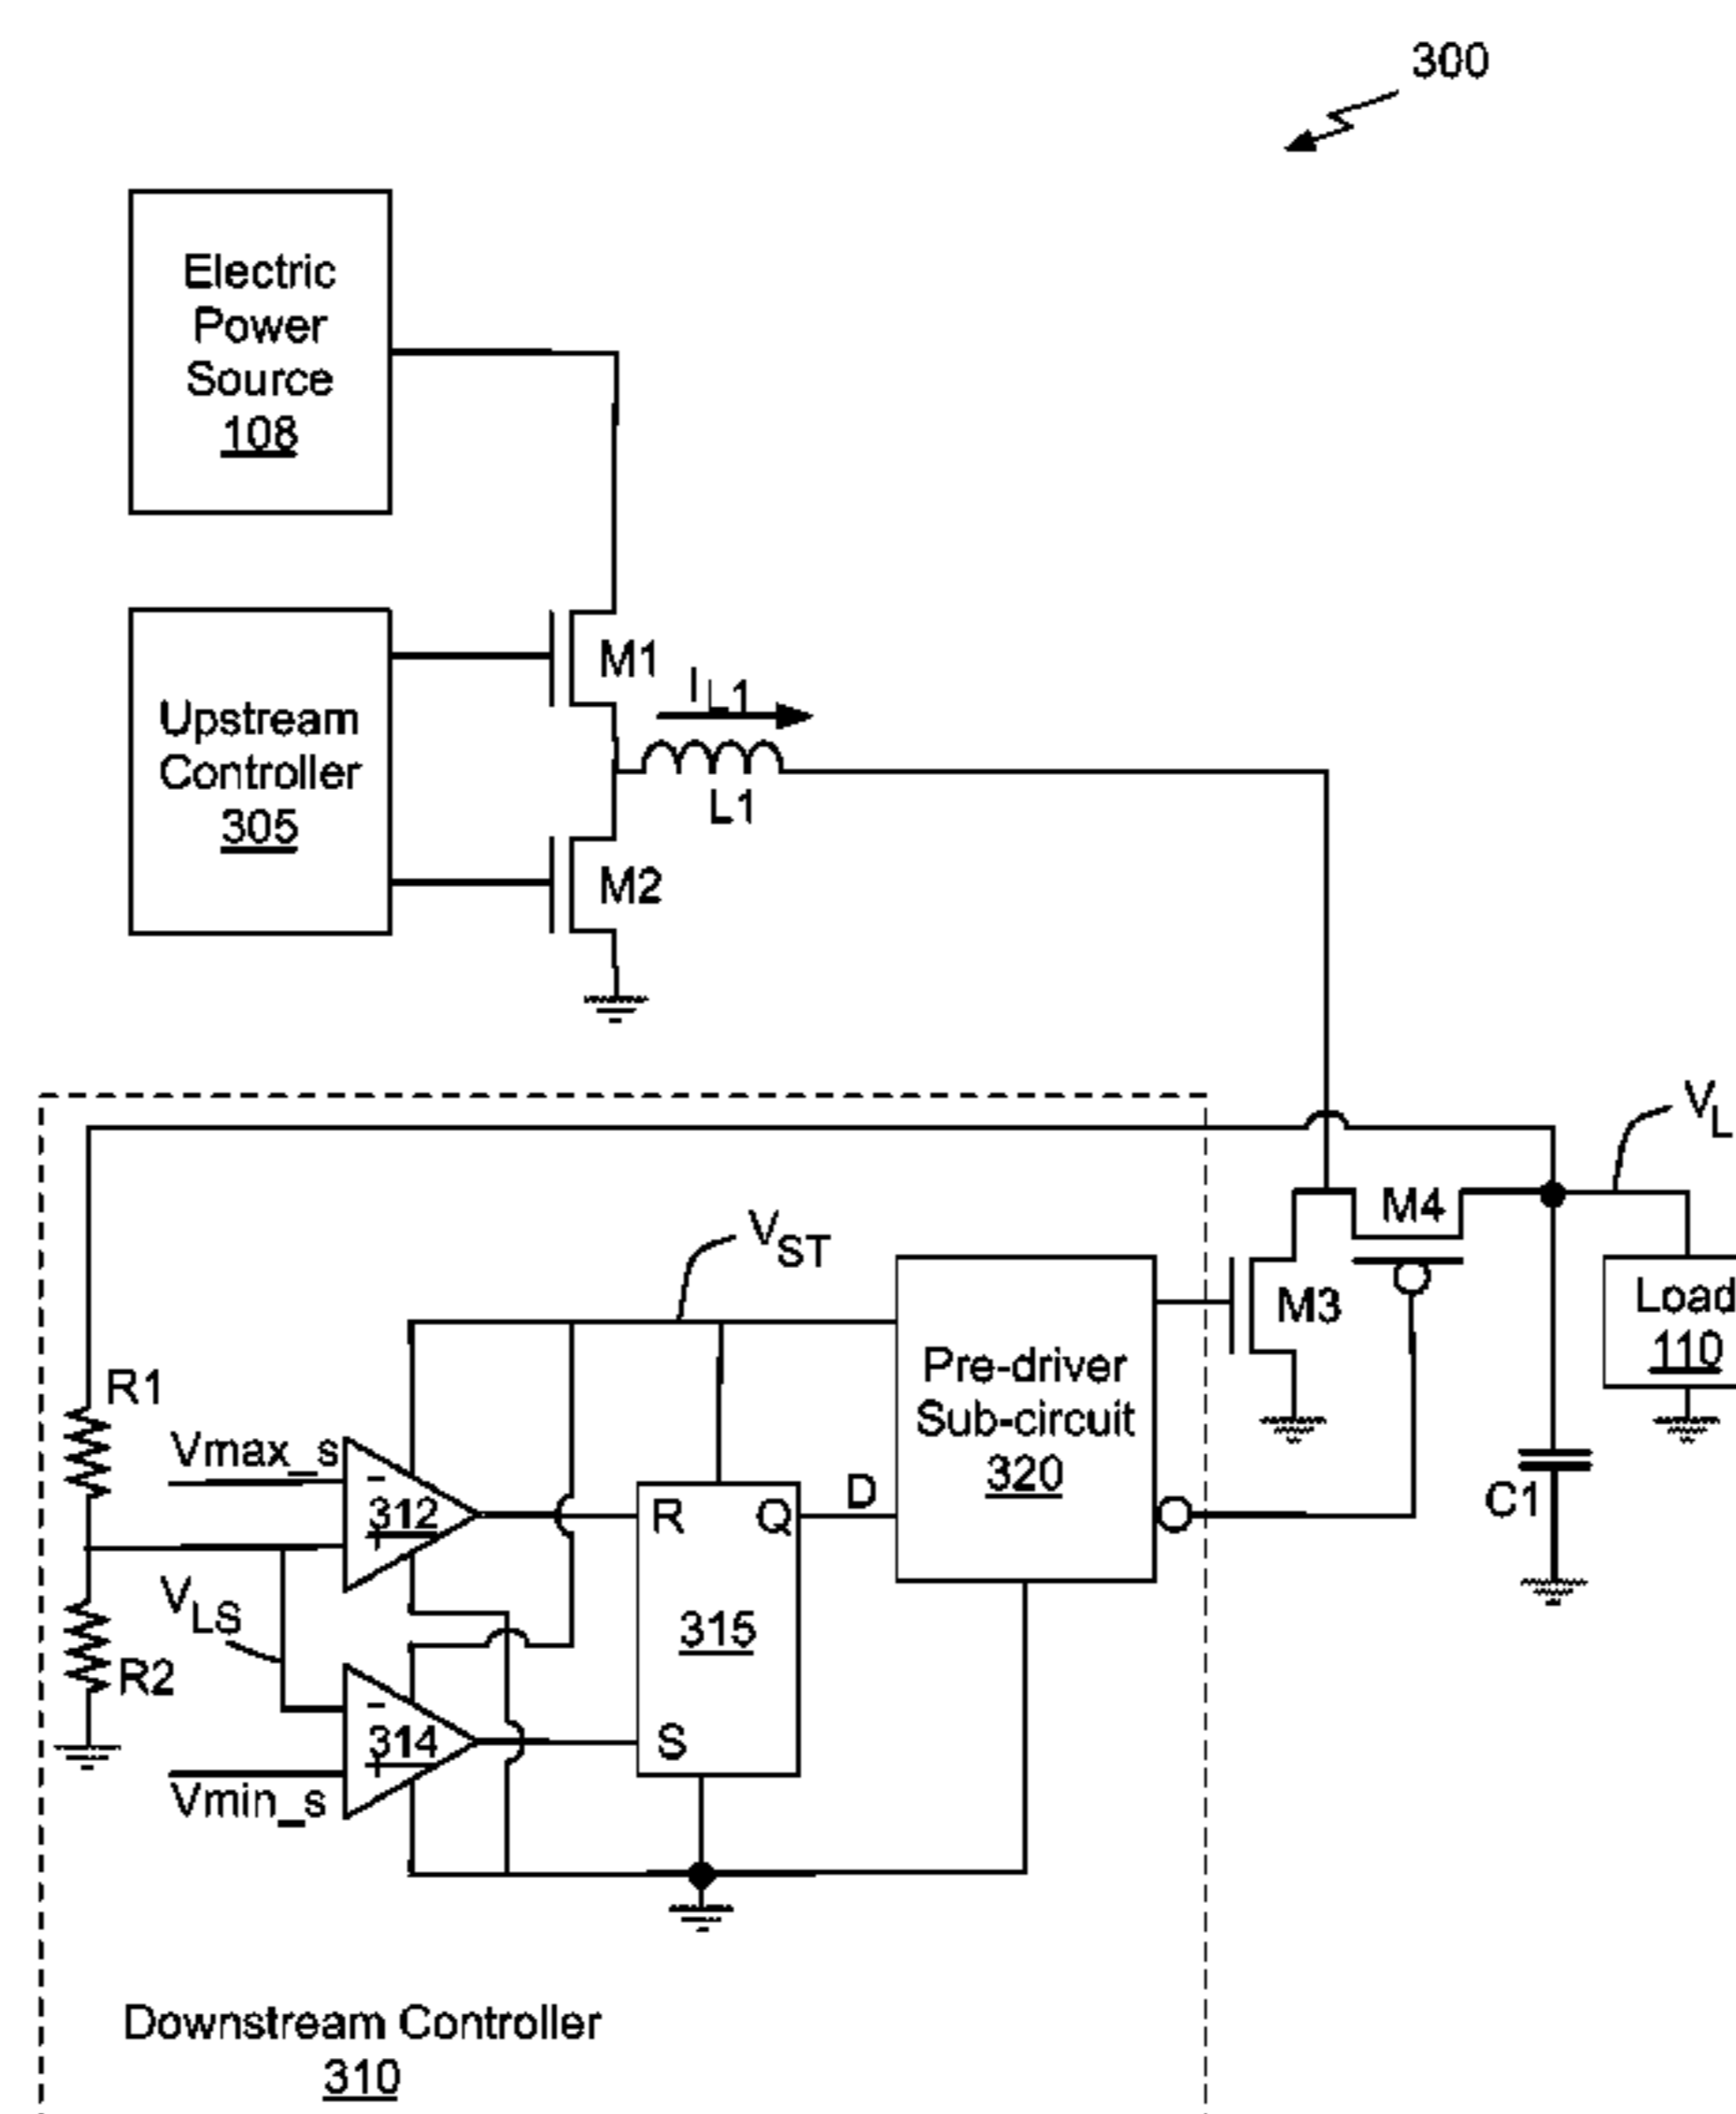 300
Electric
Power
Source
108
Upstream
Controller
305
M1
IL1
L1
M2
VL
M4
VST
M3
Load
110
Pre-driver
Sub-circuit
320
R1
Vmax_s
-
312
+
R
Q
D
C1
VLS
315
R2
-
314
+
S
Vmin_s
Downstream Controller
310